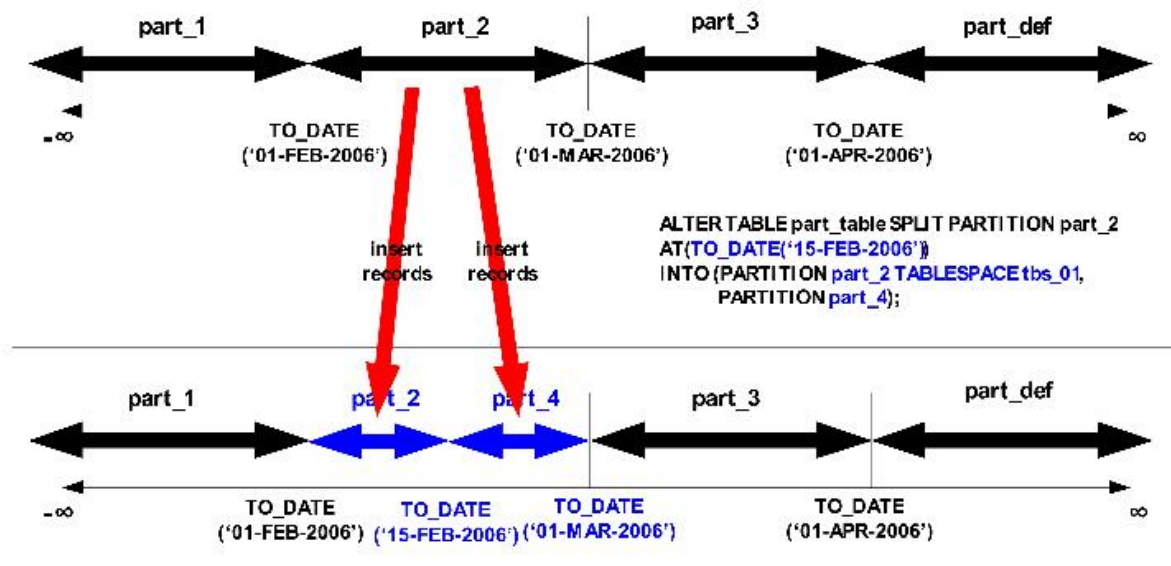 part_1 part_2 part_3 part_def
-∞ ∞
TO_DATE TO_DATE TO_DATE
('01-FEB-2006') ('01-MAR-2006') ('01-APR-2006')
ALTER TABLE part_table SPLIT PARTITION part_2
AT(TO_DATE('15-FEB-2006'))
INTO (PARTITION part_2 TABLESPACE tbs_01,
PARTITION part_4);
insert insert
records records
part_1 part_2 part_4 part_3 part_def
-∞ ∞
TO_DATE TO_DATE TO_DATE TO_DATE
('01-FEB-2006') ('15-FEB-2006') ('01-MAR-2006') ('01-APR-2006')